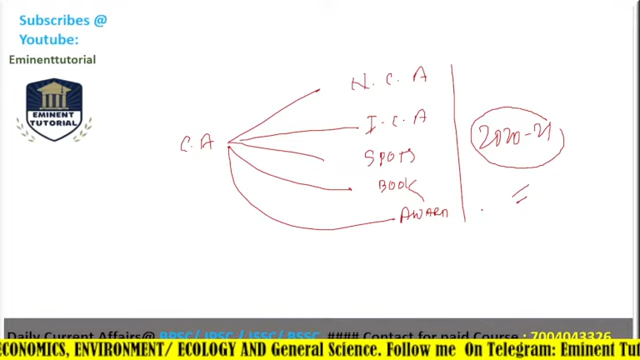 Subscribes @
Youtube:
Eminenttutorial
EMINENT
TUTORIAL
C.A
N.C.A
I.C.A
SPOTS
BOOK
AWARD
2020-21
Daily Current Affairs@ BPSC/ JPSC/ JSSC/ BSSC #### Contact for paid Course : 7004043326
ECONOMICS, ENVIRONMENT/ ECOLOGY AND General Science. Follow me On Telegram: Eminent Tut